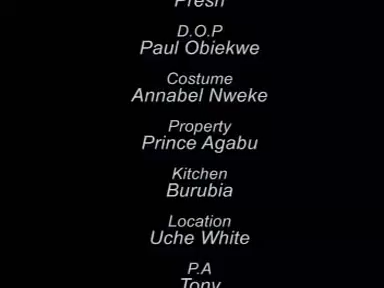 Fresh
D.O.P
Paul Obiekwe
Costume
Annabel Nweke
Property
Prince Agabu
Kitchen
Burubia
Location
Uche White
P.A
Tony